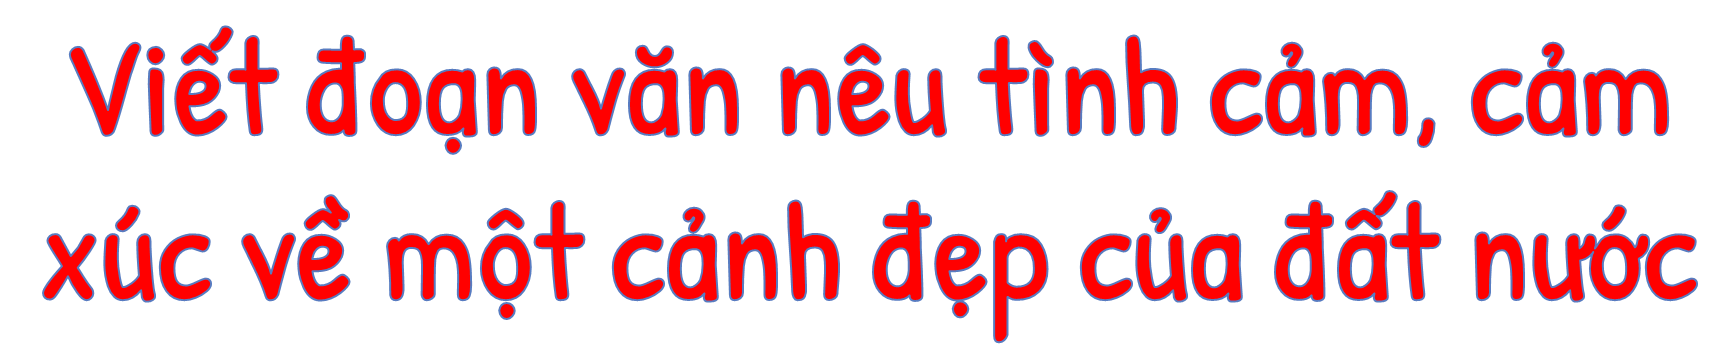 Viết đoạn văn nêu tình cảm, cảm
xúc về một cảnh đẹp của đất nước